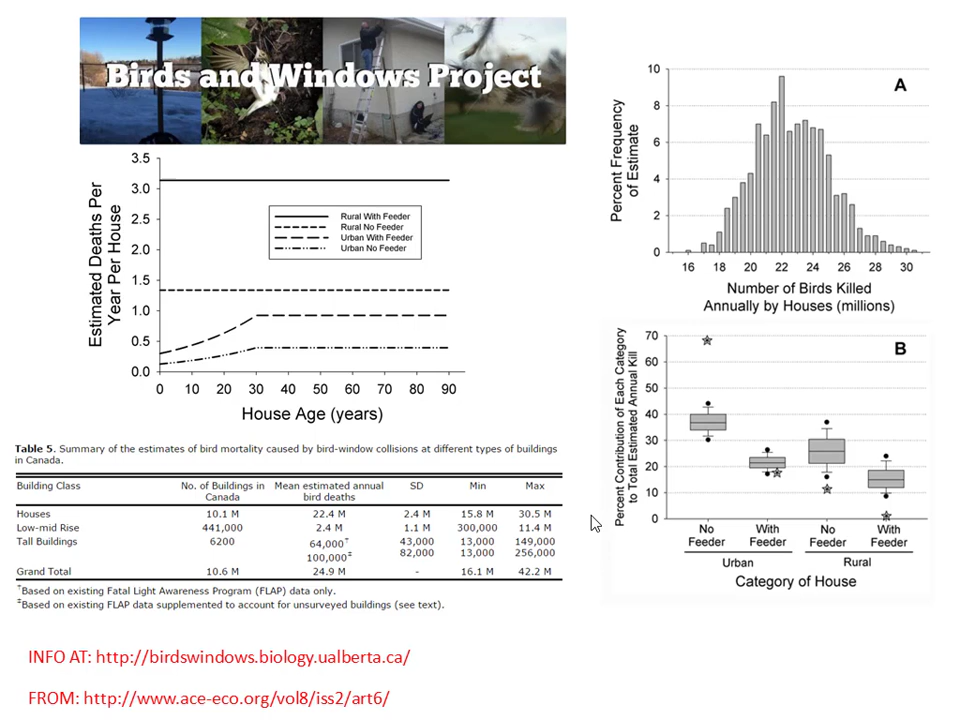 Birds and Windows Project
3.5
3.0
2.5
2.0
1.5
1.0
0.5
0.0
Estimated Deaths Per
Year Per House
Rural With Feeder
Rural No Feeder
Urban With Feeder
Urban No Feeder
0 10 20 30 40 50 60 70 80 90
House Age (years)
A
10
8
6
4
2
0
Percent Frequency
of Estimate
16 18 20 22 24 26 28 30
Number of Birds Killed
Annually by Houses (millions)
B
70
60
50
40
30
20
10
0
Percent Contribution of Each Category
to Total Estimated Annual Kill
No Feeder
With Feeder
No Feeder
With Feeder
Urban
Rural
Category of House
Table 5. Summary of the estimates of bird mortality caused by bird-window collisions at different types of buildings
in Canada.
Building Class No. of Buildings in Canada Mean estimated annual bird deaths SD Min Max
Houses 10.1 M 22.4 M 2.4 M 15.8 M 30.5 M
Low-mid Rise 441,000 2.4 M 1.1 M 300,000 11.4 M
Tall Buildings 6200 64,000† 43,000 13,000 149,000
100,000‡ 82,000 13,000 256,000
Grand Total 10.6 M 24.9 M - 16.1 M 42.2 M
†Based on existing Fatal Light Awareness Program (FLAP) data only.
‡Based on existing FLAP data supplemented to account for unsurveyed buildings (see text).
INFO AT: http://birdswindows.biology.ualberta.ca/
FROM: http://www.ace-eco.org/vol8/iss2/art6/